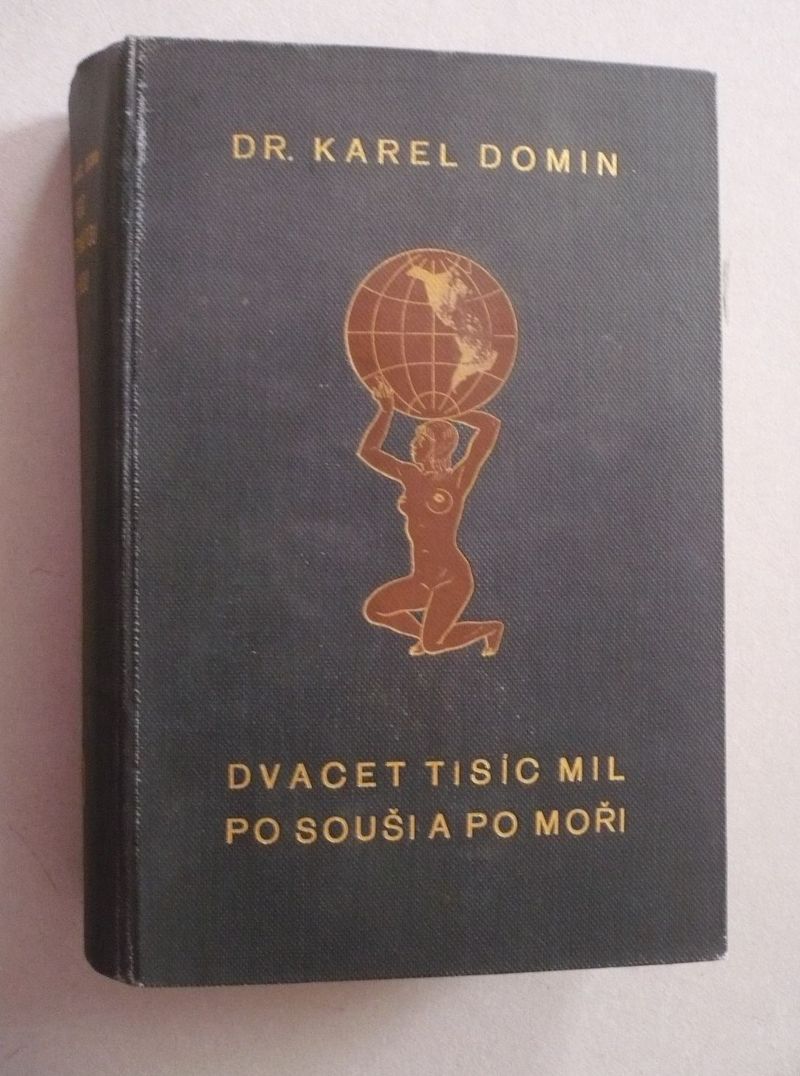 DR. KAREL DOMIN
DVACET TISÍC MIL
PO SOUŠI A PO MOŘI